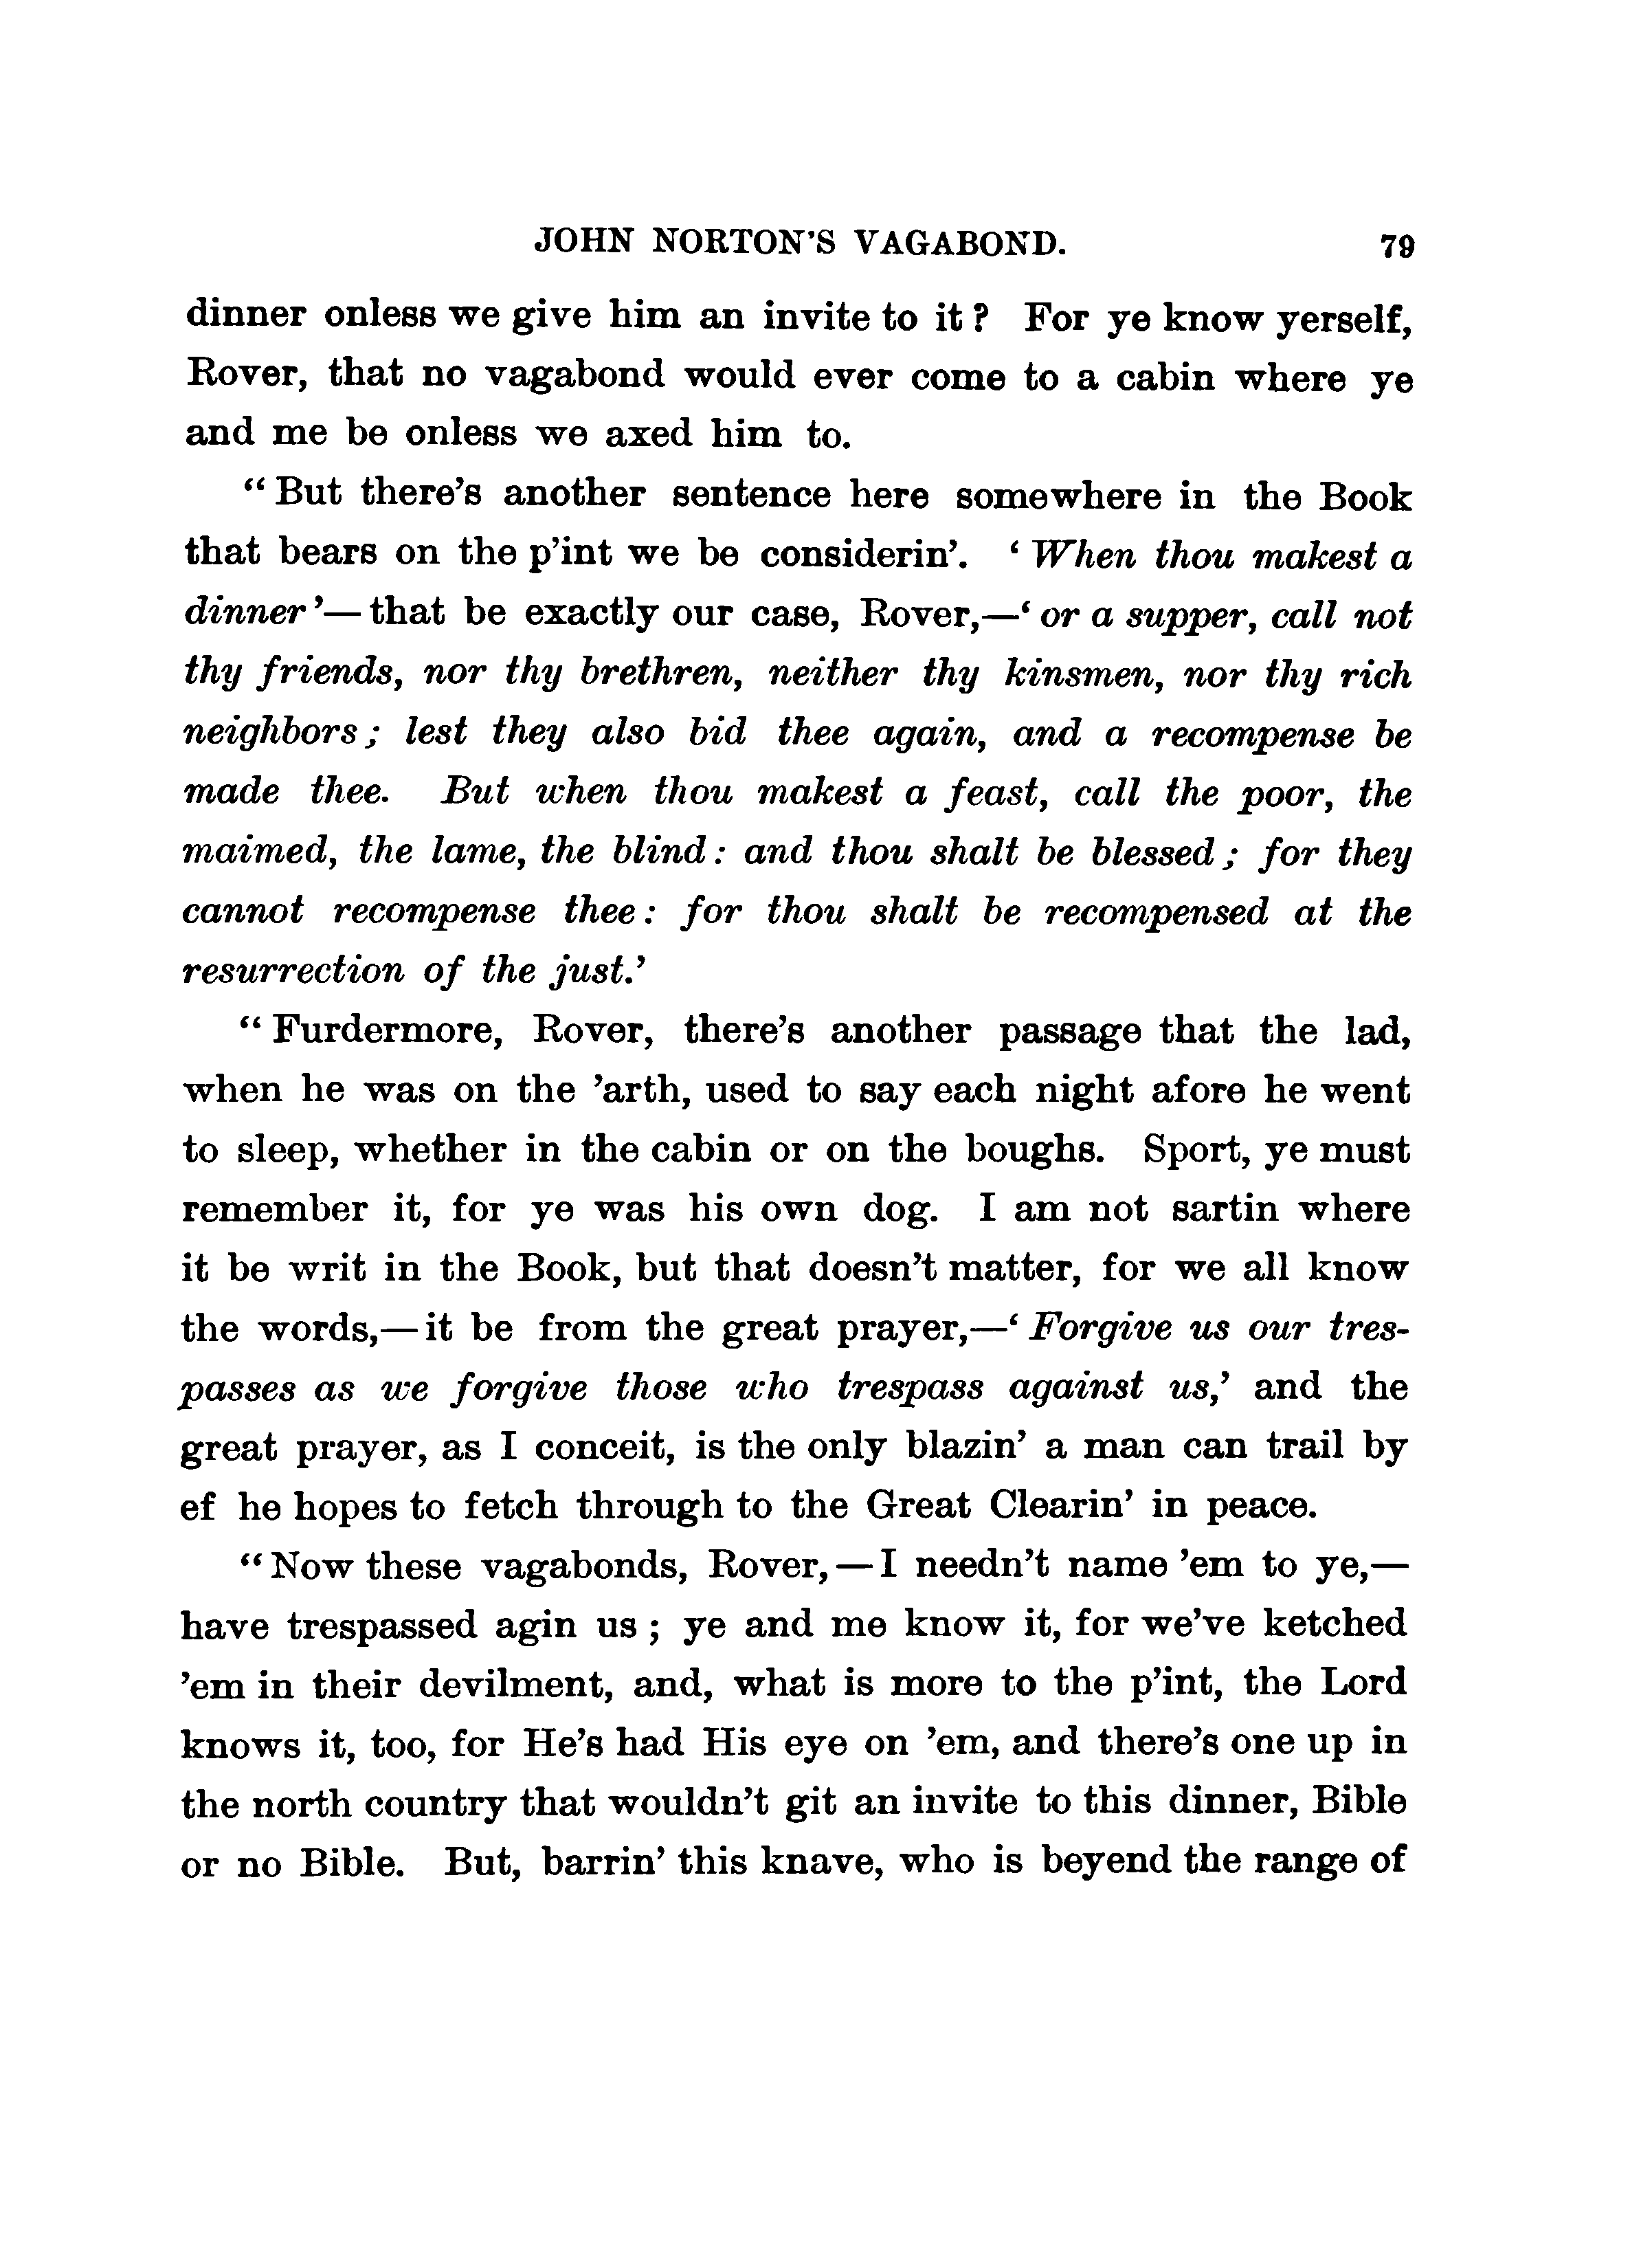 JOHN NORTON'S VAGABOND. 79
dinner onless we give him an invite to it? For ye know yerself,
Rover, that no vagabond would ever come to a cabin where ye
and me be onless we axed him to.
“But there's another sentence here somewhere in the Book
that bears on the p'int we be considerin'. ‘When thou makest a
dinner’—that be exactly our case, Rover,—‘or a supper, call not
thy friends, nor thy brethren, neither thy kinsmen, nor thy rich
neighbors; lest they also bid thee again, and a recompense be
made thee. But when thou makest a feast, call the poor, the
maimed, the lame, the blind: and thou shalt be blessed; for they
cannot recompense thee: for thou shalt be recompensed at the
resurrection of the just.’
“Furdermore, Rover, there's another passage that the lad,
when he was on the 'arth, used to say each night afore he went
to sleep, whether in the cabin or on the boughs. Sport, ye must
remember it, for ye was his own dog. I am not sartin where
it be writ in the Book, but that doesn't matter, for we all know
the words,—it be from the great prayer,—‘Forgive us our tres-
passes as we forgive those who trespass against us,’ and the
great prayer, as I conceit, is the only blazin' a man can trail by
ef he hopes to fetch through to the Great Clearin' in peace.
“Now these vagabonds, Rover,—I needn't name 'em to ye,—
have trespassed agin us; ye and me know it, for we've ketched
'em in their devilment, and, what is more to the p'int, the Lord
knows it, too, for He's had His eye on 'em, and there's one up in
the north country that wouldn't git an invite to this dinner, Bible
or no Bible. But, barrin' this knave, who is beyend the range of